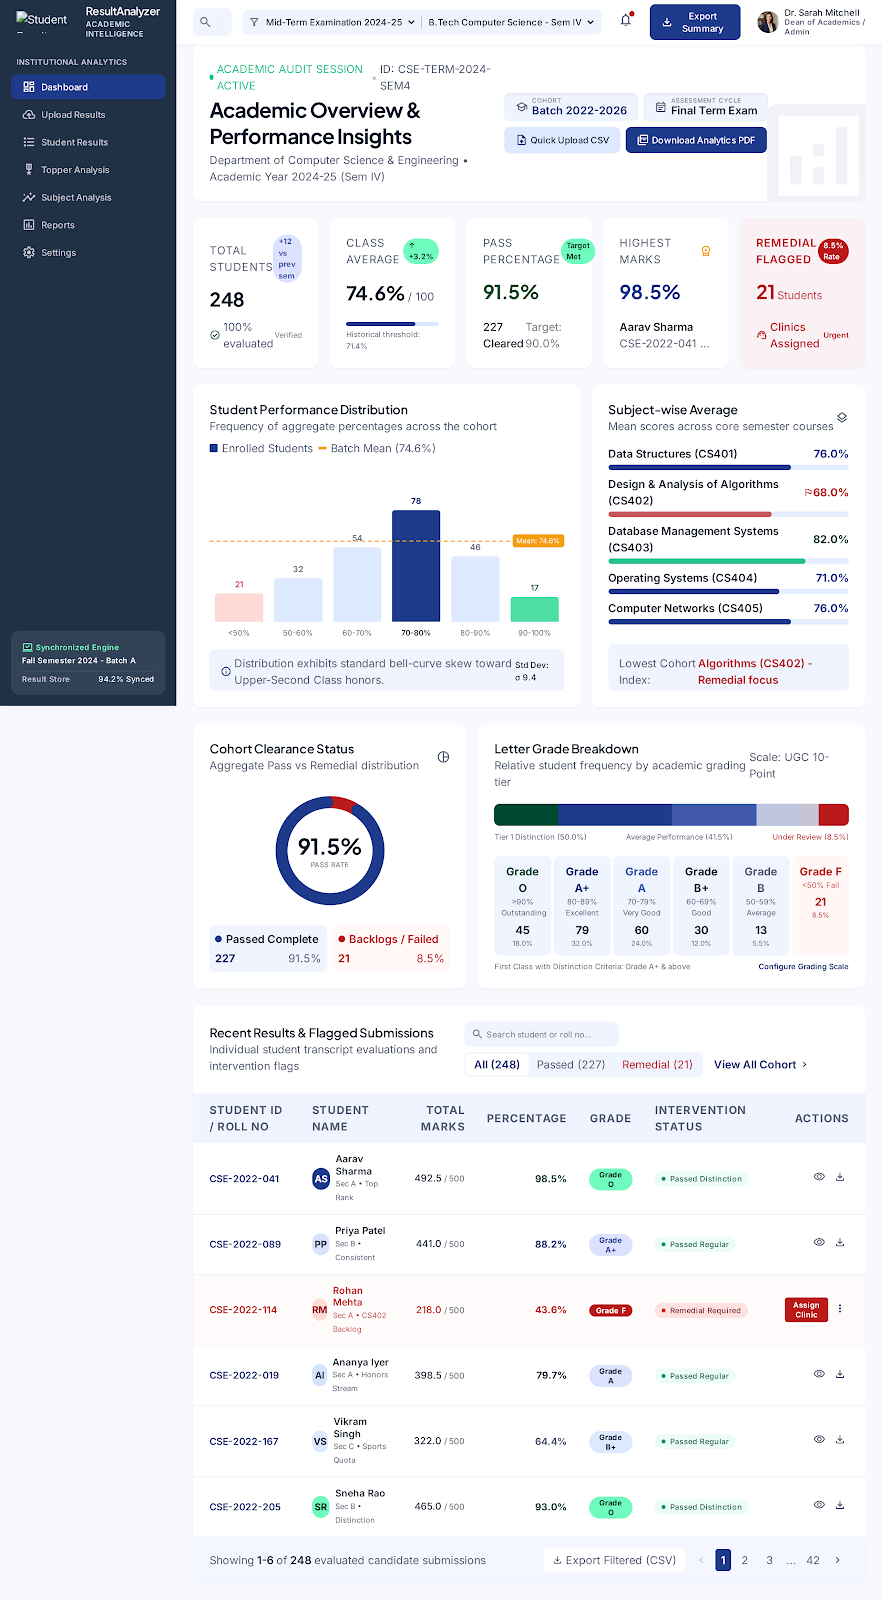 Student
ResultAnalyzer
ACADEMIC
INTELLIGENCE
INSTITUTIONAL ANALYTICS
Dashboard
Upload Results
Student Results
Topper Analysis
Subject Analysis
Reports
Settings
Synchronized Engine
Fall Semester 2024 - Batch A
Result Store 94.2% Synced
Mid-Term Examination 2024-25
B.Tech Computer Science - Sem IV
Export
Summary
Dr. Sarah Mitchell
Dean of Academics /
Admin
ACADEMIC AUDIT SESSION
ACTIVE
ID: CSE-TERM-2024-
SEM4
Academic Overview &
Performance Insights
Department of Computer Science & Engineering •
Academic Year 2024-25 (Sem IV)
COHORT
Batch 2022-2026
ASSESSMENT CYCLE
Final Term Exam
Quick Upload CSV
Download Analytics PDF
TOTAL
STUDENTS
+12
vs
prev
sem
248
100%
evaluated
Verified
CLASS
AVERAGE
↑
+3.2%
74.6% / 100
Historical threshold:
71.4%
PASS
PERCENTAGE
Target
Met
91.5%
227
Cleared
Target:
90.0%
HIGHEST
MARKS
98.5%
Aarav Sharma
CSE-2022-041 ...
REMEDIAL
FLAGGED
8.5%
Rate
21 Students
Clinics
Assigned
Urgent
Student Performance Distribution
Frequency of aggregate percentages across the cohort
Enrolled Students
Batch Mean (74.6%)
78
54
46
32
21
17
Mean: 74.6%
<50% 50-60% 60-70% 70-80% 80-90% 90-100%
Distribution exhibits standard bell-curve skew toward
Upper-Second Class honors.
Std Dev:
σ 9.4
Subject-wise Average
Mean scores across core semester courses
Data Structures (CS401) 76.0%
Design & Analysis of Algorithms
(CS402)
68.0%
Database Management Systems
(CS403)
82.0%
Operating Systems (CS404) 71.0%
Computer Networks (CS405) 76.0%
Lowest Cohort
Index:
Algorithms (CS402) -
Remedial focus
Cohort Clearance Status
Aggregate Pass vs Remedial distribution
91.5%
PASS RATE
Passed Complete
227 91.5%
Backlogs / Failed
21 8.5%
Letter Grade Breakdown
Relative student frequency by academic grading
tier
Scale: UGC 10-
Point
Tier 1 Distinction (50.0%)
Average Performance (41.5%)
Under Review (8.5%)
Grade
O
>90%
Outstanding
45
18.0%
Grade
A+
80-89%
Excellent
79
32.0%
Grade
A
70-79%
Very Good
60
24.0%
Grade
B+
60-69%
Good
30
12.0%
Grade
B
50-59%
Average
13
5.5%
Grade F
<50% Fail
21
8.5%
First Class with Distinction Criteria: Grade A+ & above
Configure Grading Scale
Recent Results & Flagged Submissions
Individual student transcript evaluations and
intervention flags
Search student or roll no...
All (248)
Passed (227)
Remedial (21)
View All Cohort
STUDENT ID
/ ROLL NO
STUDENT
NAME
TOTAL
MARKS
PERCENTAGE
GRADE
INTERVENTION
STATUS
ACTIONS
CSE-2022-041
AS
Aarav
Sharma
Sec A • Top
Rank
492.5 / 500
98.5%
Grade
O
Passed Distinction
CSE-2022-089
PP
Priya Patel
Sec B •
Consistent
441.0 / 500
88.2%
Grade
A+
Passed Regular
CSE-2022-114
RM
Rohan
Mehta
Sec A • CS402
Backlog
218.0 / 500
43.6%
Grade F
Remedial Required
Assign
Clinic
CSE-2022-019
AI
Ananya Iyer
Sec A • Honors
Stream
398.5 / 500
79.7%
Grade
A
Passed Regular
CSE-2022-167
VS
Vikram
Singh
Sec C • Sports
Quota
322.0 / 500
64.4%
Grade
B+
Passed Regular
CSE-2022-205
SR
Sneha Rao
Sec B •
Distinction
465.0 / 500
93.0%
Grade
O
Passed Distinction
Showing 1-6 of 248 evaluated candidate submissions
Export Filtered (CSV)
1 2 3 ... 42